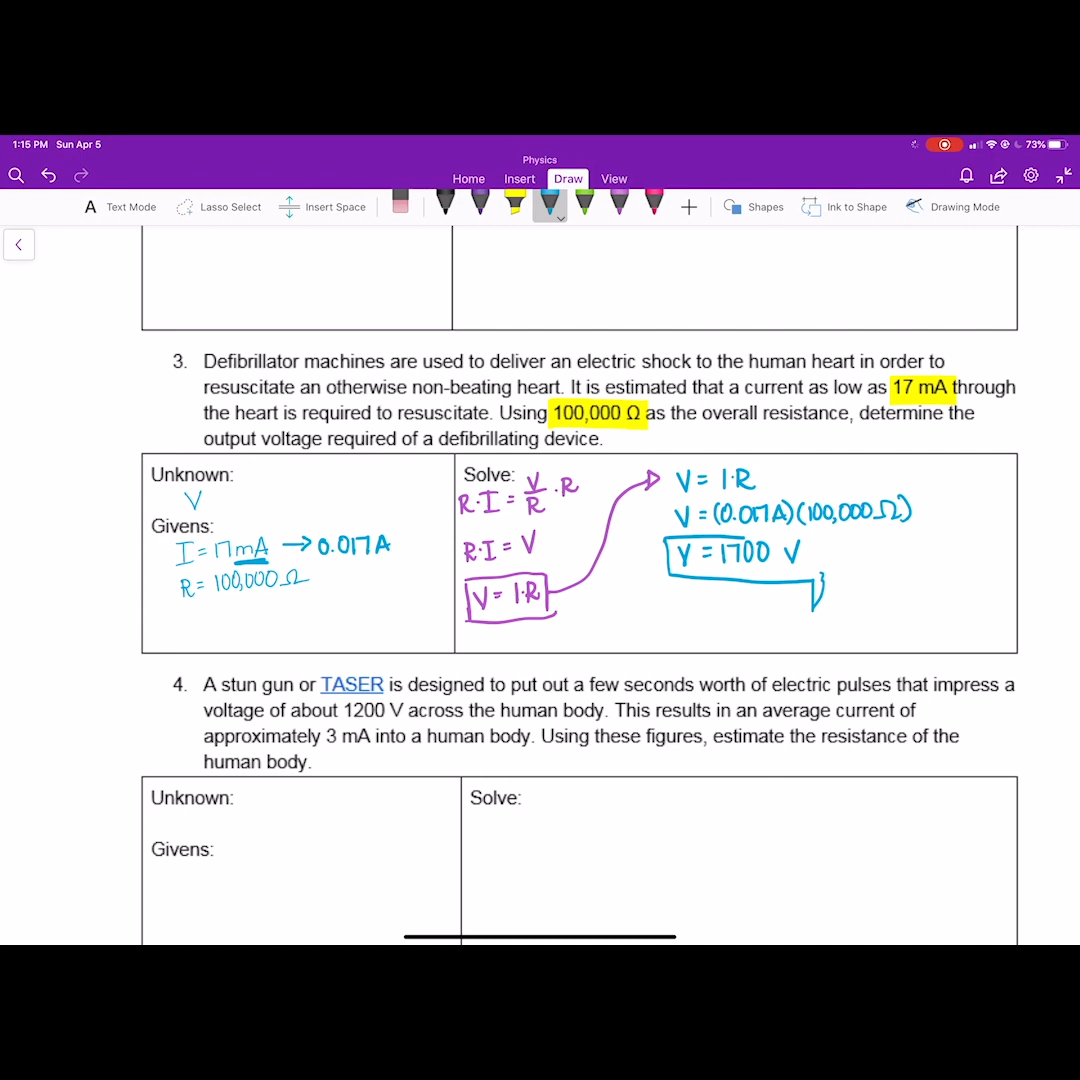 1:15 PM Sun Apr 5
73%
Physics
Home Insert Draw View
A Text Mode Lasso Select Insert Space Shapes Ink to Shape Drawing Mode
3. Defibrillator machines are used to deliver an electric shock to the human heart in order to
resuscitate an otherwise non-beating heart. It is estimated that a current as low as 17 mA through
the heart is required to resuscitate. Using 100,000 Ω as the overall resistance, determine the
output voltage required of a defibrillating device.
Unknown:
V
Givens:
I = 17 mA → 0.017 A
R = 100,000 Ω
Solve:
R·I = V/R ·R
R·I = V
V = I·R
V = I·R
V = (0.017A)(100,000Ω)
V = 1700 V
4. A stun gun or TASER is designed to put out a few seconds worth of electric pulses that impress a
voltage of about 1200 V across the human body. This results in an average current of
approximately 3 mA into a human body. Using these figures, estimate the resistance of the
human body.
Unknown:
Givens:
Solve: